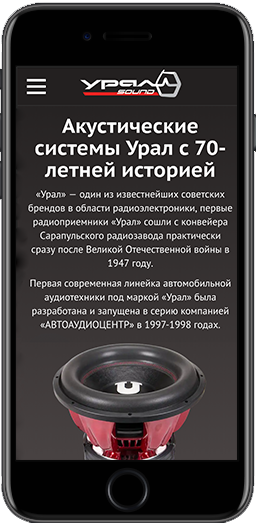 УРАЛ
SOUND
Акустические
системы Урал с 70-
летней историей
«Урал» — один из известнейших советских
брендов в области радиоэлектроники, первые
радиоприемники «Урал» сошли с конвейера
Сарапульского радиозавода практически
сразу после Великой Отечественной войны в
1947 году.
Первая современная линейка автомобильной
аудиотехники под маркой «Урал» была
разработана и запущена в серию компанией
«АВТОАУДИОЦЕНТР» в 1997-1998 годах.